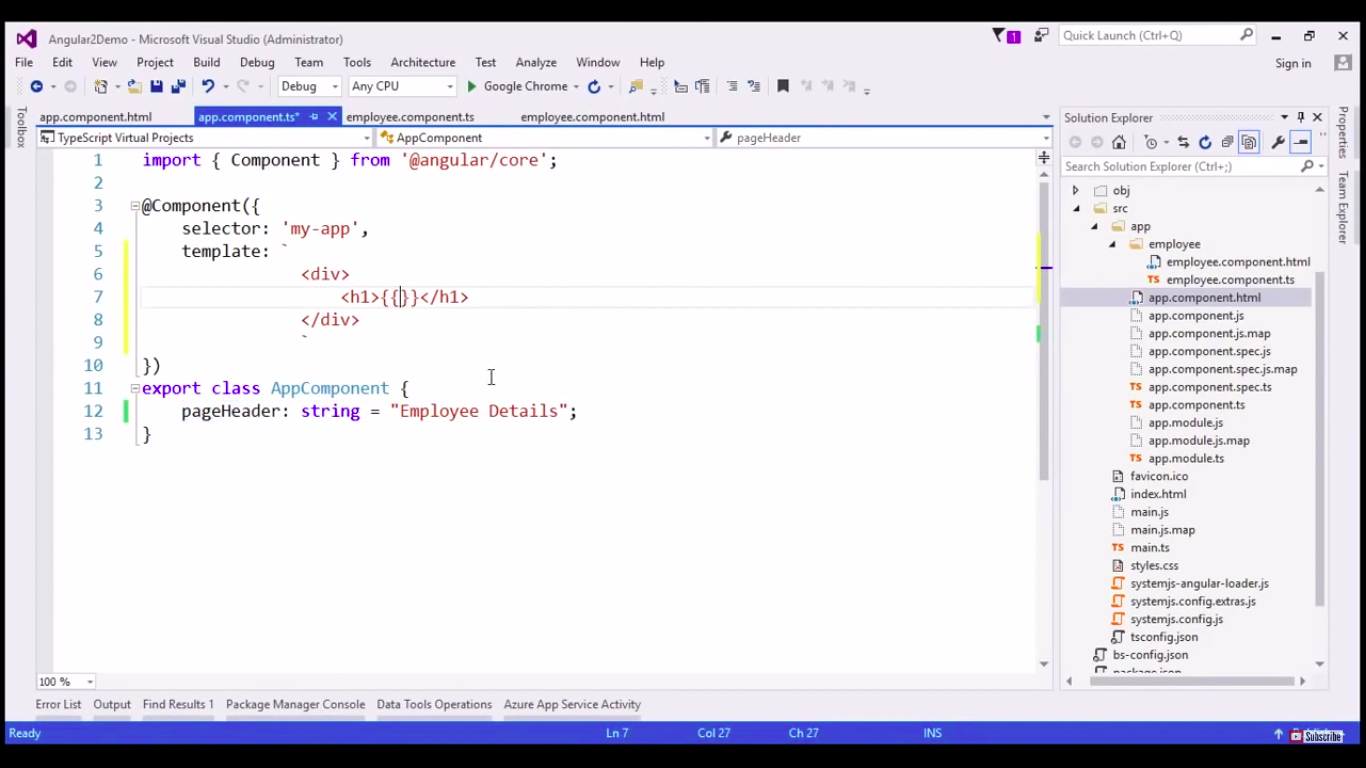 Angular2Demo - Microsoft Visual Studio (Administrator)
1
Quick Launch (Ctrl+Q)
File Edit View Project Build Debug Team Tools Architecture Test Analyze Window Help
Sign in
Debug Any CPU Google Chrome
Toolbox
app.component.html app.component.ts* employee.component.ts employee.component.html
TypeScript Virtual Projects AppComponent pageHeader
1 import { Component } from '@angular/core';
2
3 @Component({
4 selector: 'my-app',
5 template: `
6 <div>
7 <h1>{{}}</h1>
8 </div>
9 `
10 })
11 export class AppComponent {
12 pageHeader: string = "Employee Details";
13 }
100 %
Solution Explorer
Search Solution Explorer (Ctrl+;)
obj
src
app
employee
employee.component.html
employee.component.ts
app.component.html
app.component.js
app.component.js.map
app.component.spec.js
app.component.spec.js.map
app.component.spec.ts
app.component.ts
app.module.js
app.module.js.map
app.module.ts
favicon.ico
index.html
main.js
main.js.map
main.ts
styles.css
systemjs-angular-loader.js
systemjs.config.extras.js
systemjs.config.js
tsconfig.json
bs-config.json
package.json
Properties
Team Explorer
Error List Output Find Results 1 Package Manager Console Data Tools Operations Azure App Service Activity
Ready Ln 7 Col 27 Ch 27 INS
Subscribe